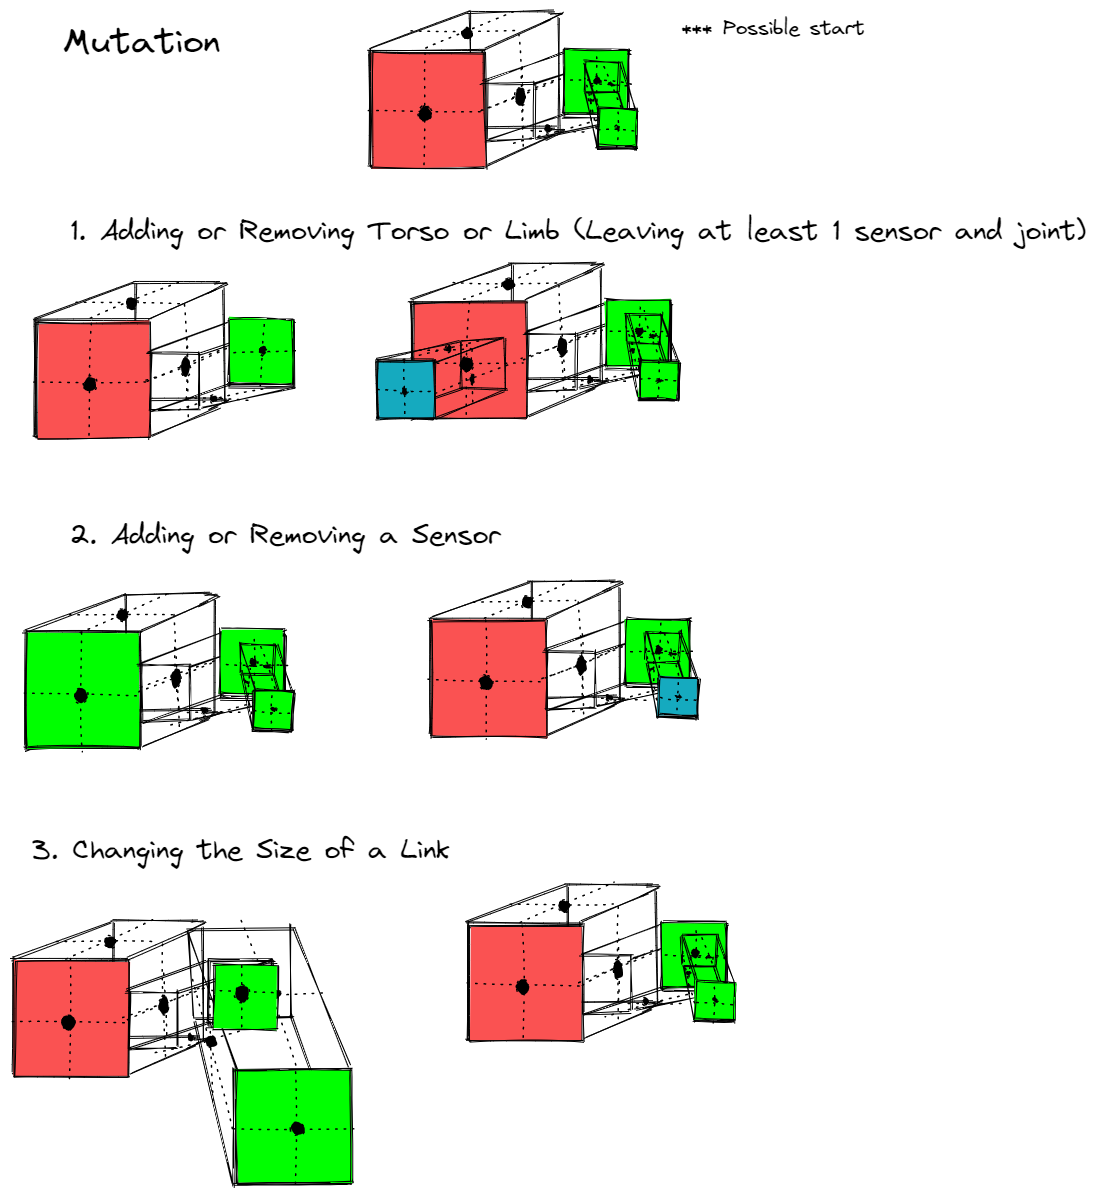 Mutation
*** Possible start
1. Adding or Removing Torso or Limb (Leaving at least 1 sensor and joint)
2. Adding or Removing a Sensor
3. Changing the Size of a Link